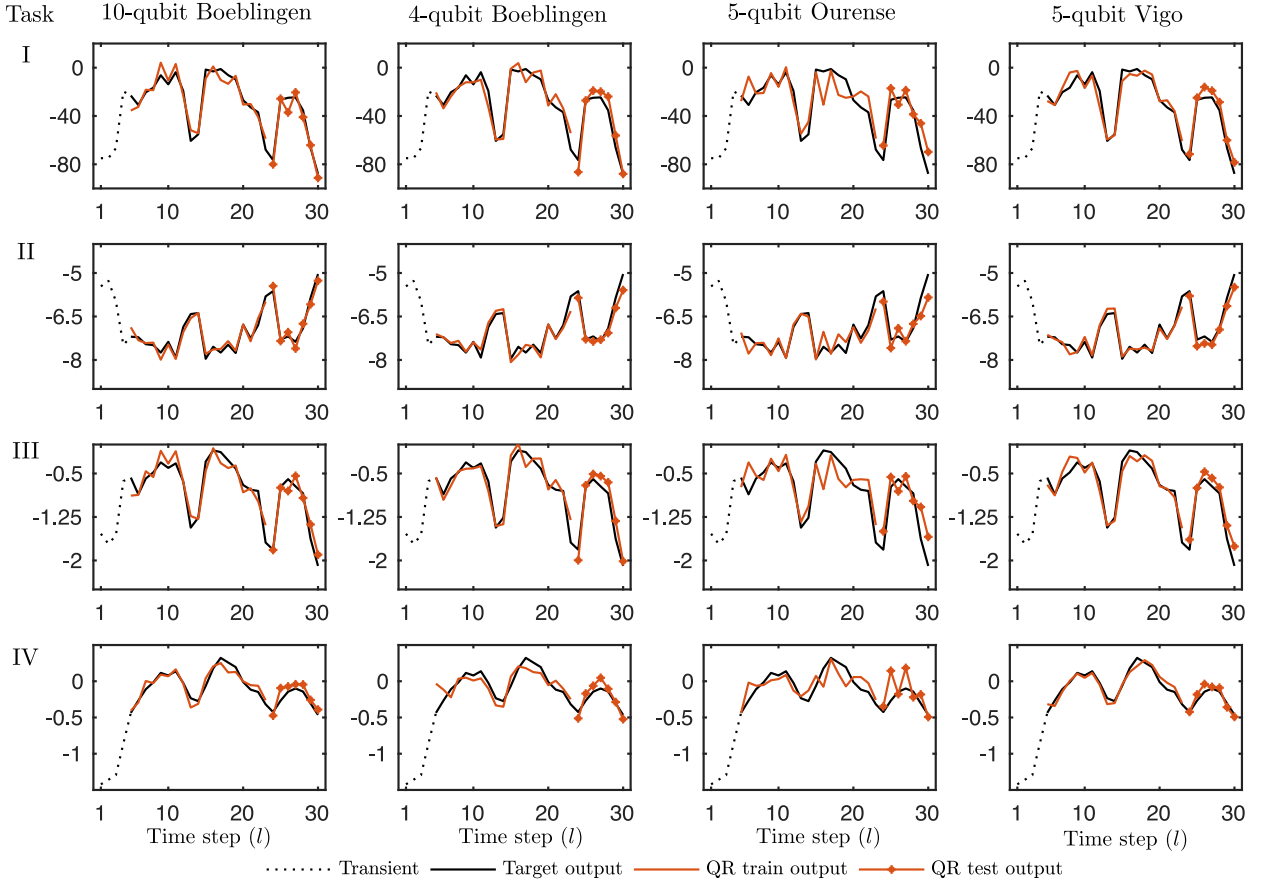 Task 10-qubit Boeblingen 4-qubit Boeblingen 5-qubit Ourense 5-qubit Vigo
I
0 0 0 0
-40 -40 -40 -40
-80 -80 -80 -80
1 10 20 30 1 10 20 30 1 10 20 30 1 10 20 30
II
-5 -5 -5 -5
-6.5 -6.5 -6.5 -6.5
-8 -8 -8 -8
1 10 20 30 1 10 20 30 1 10 20 30 1 10 20 30
III
-0.5 -0.5 -0.5 -0.5
-1.25 -1.25 -1.25 -1.25
-2 -2 -2 -2
1 10 20 30 1 10 20 30 1 10 20 30 1 10 20 30
IV
0 0 0 0
-0.5 -0.5 -0.5 -0.5
-1 -1 -1 -1
1 10 20 30 1 10 20 30 1 10 20 30 1 10 20 30
Time step (l) Time step (l) Time step (l) Time step (l)
Transient Target output QR train output QR test output